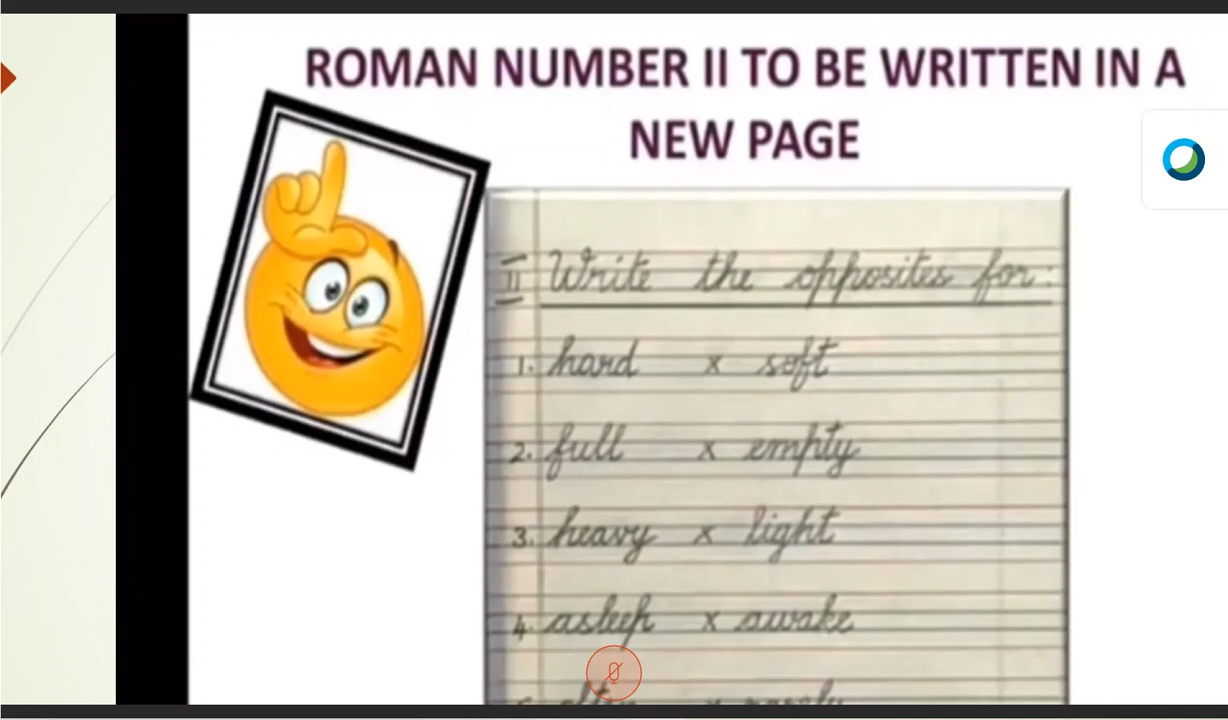 ROMAN NUMBER II TO BE WRITTEN IN A
NEW PAGE
II Write the opposites for:
1. hard x soft
2. full x empty
3. heavy x light
4. asleep x awake